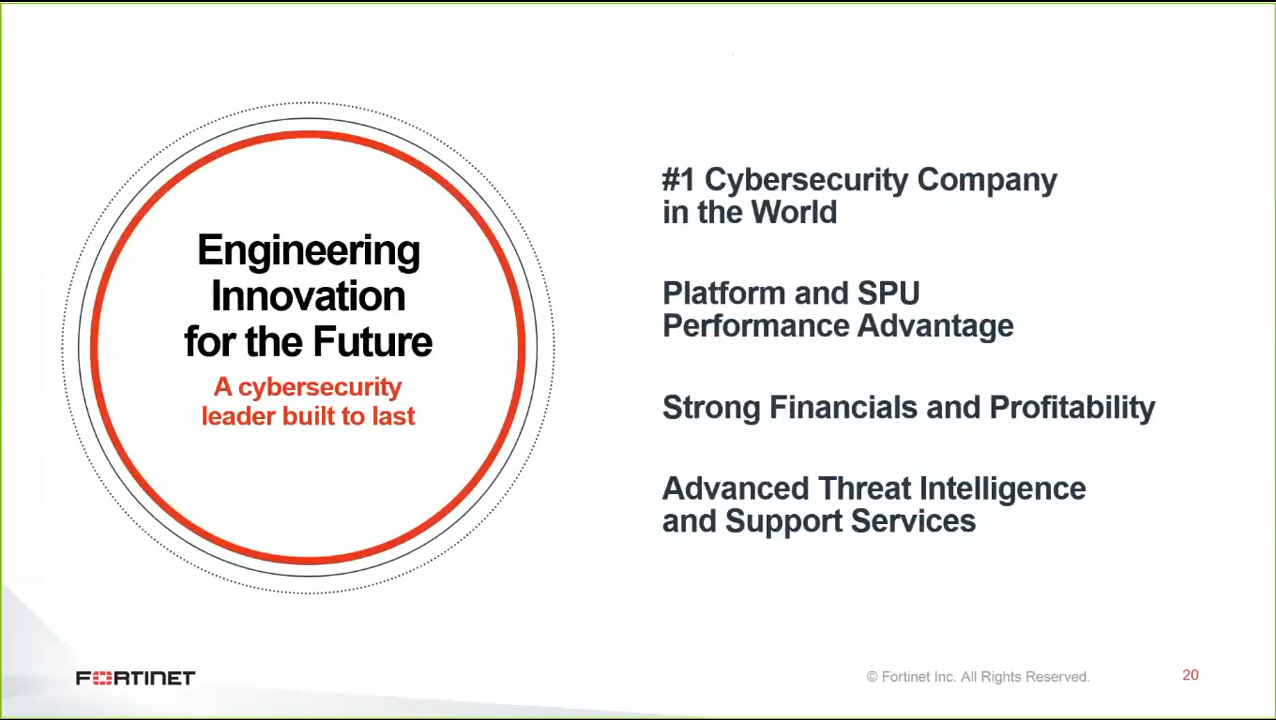 Engineering
Innovation
for the Future
A cybersecurity
leader built to last
#1 Cybersecurity Company
in the World
Platform and SPU
Performance Advantage
Strong Financials and Profitability
Advanced Threat Intelligence
and Support Services
FORTINET
© Fortinet Inc. All Rights Reserved.
20